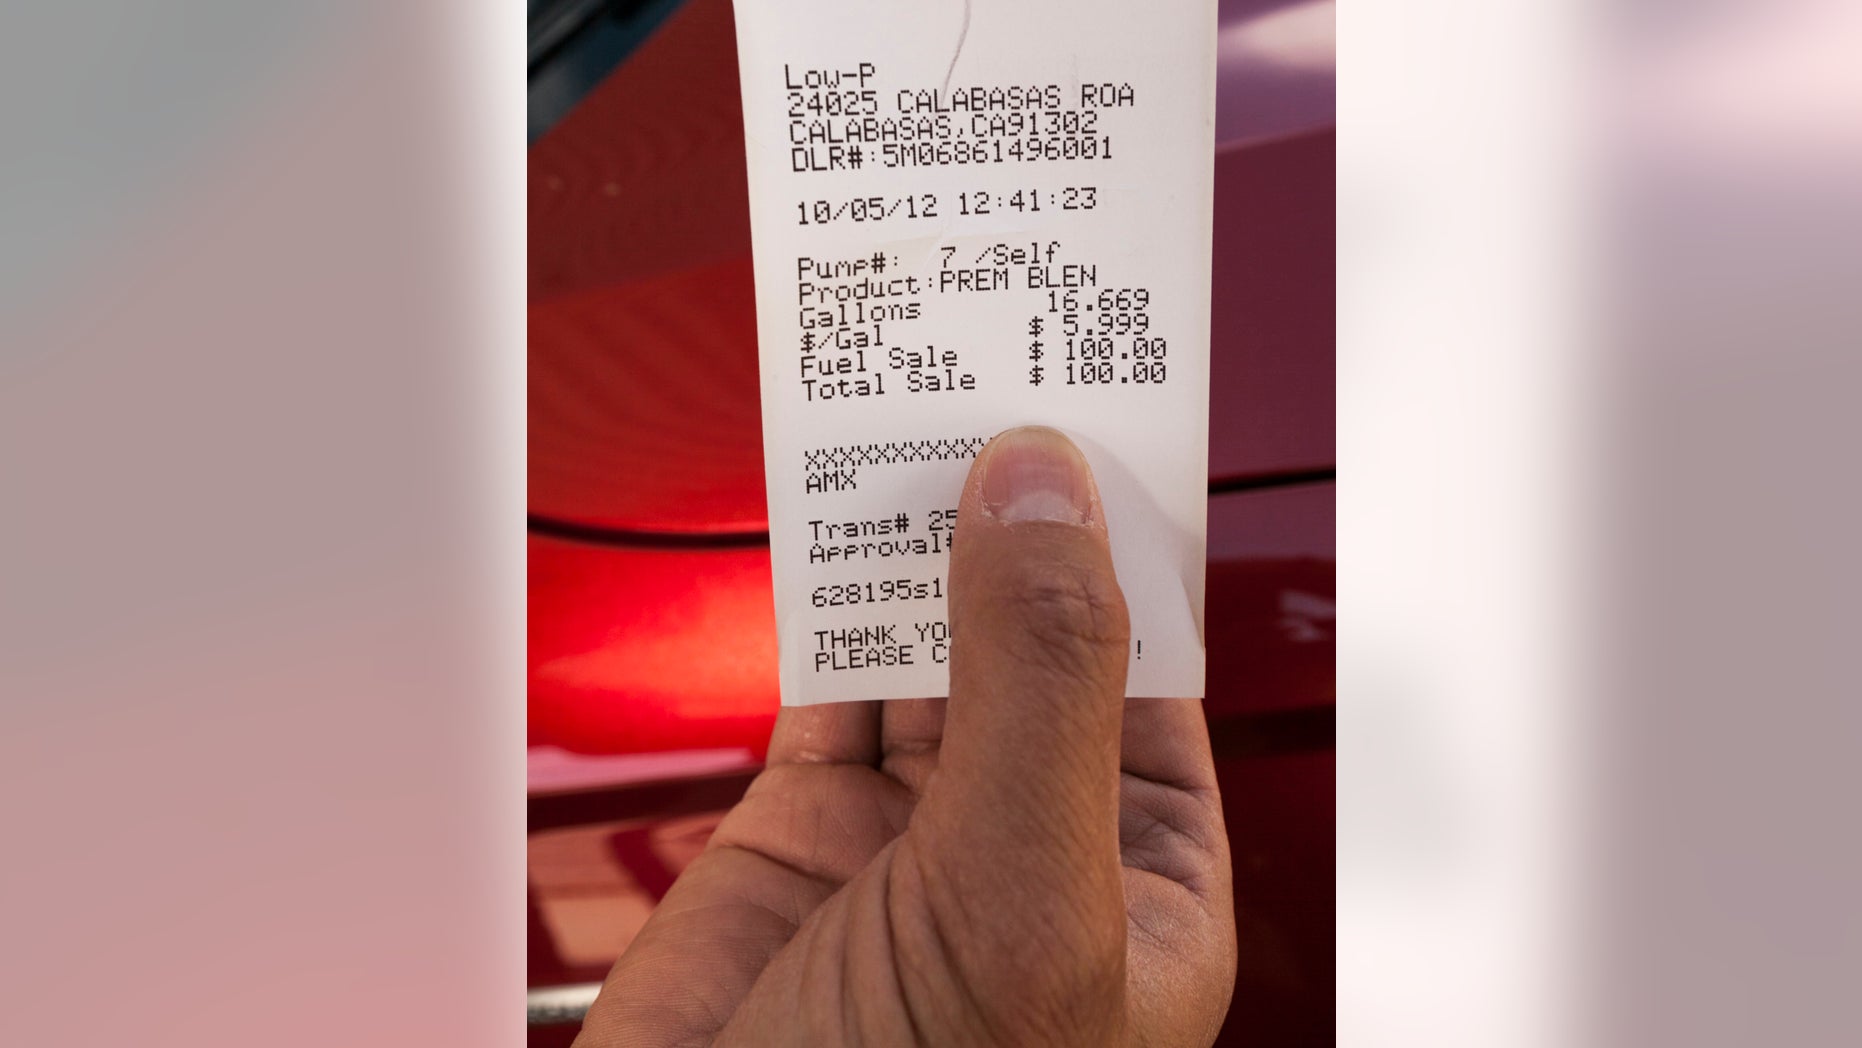 Low-P
24025 CALABASAS ROA
CALABASAS,CA91302
DLR#:5M06861496001
10/05/12 12:41:23
Pump#: 7 /Self
Product:PREM BLEN
Gallons 16.669
$/Gal $ 5.999
Fuel Sale $ 100.00
Total Sale $ 100.00
XXXXXXXXXXX
AMX
Trans# 25
Approval#
628195s1
THANK YOU
PLEASE !